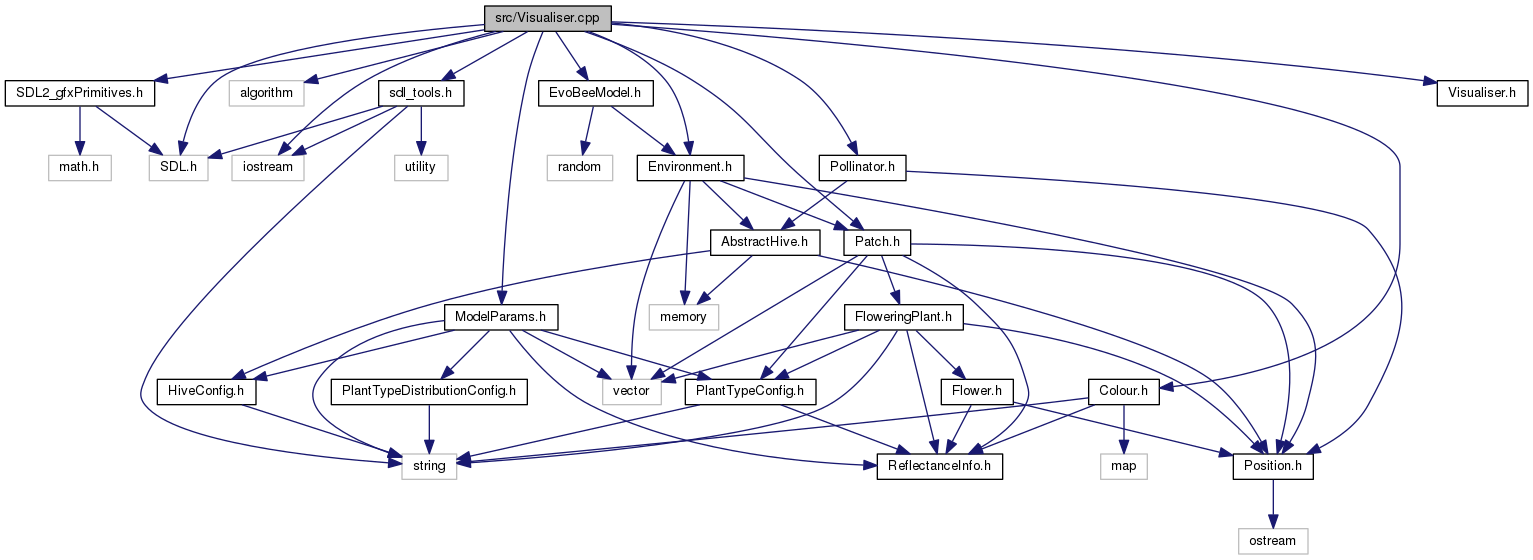 src/Visualiser.cpp
SDL2_gfxPrimitives.h
algorithm
sdl_tools.h
EvoBeeModel.h
Visualiser.h
math.h
SDL.h
iostream
utility
random
Environment.h
Pollinator.h
AbstractHive.h
Patch.h
ModelParams.h
memory
FloweringPlant.h
HiveConfig.h
PlantTypeDistributionConfig.h
vector
PlantTypeConfig.h
Flower.h
Colour.h
string
ReflectanceInfo.h
map
Position.h
ostream